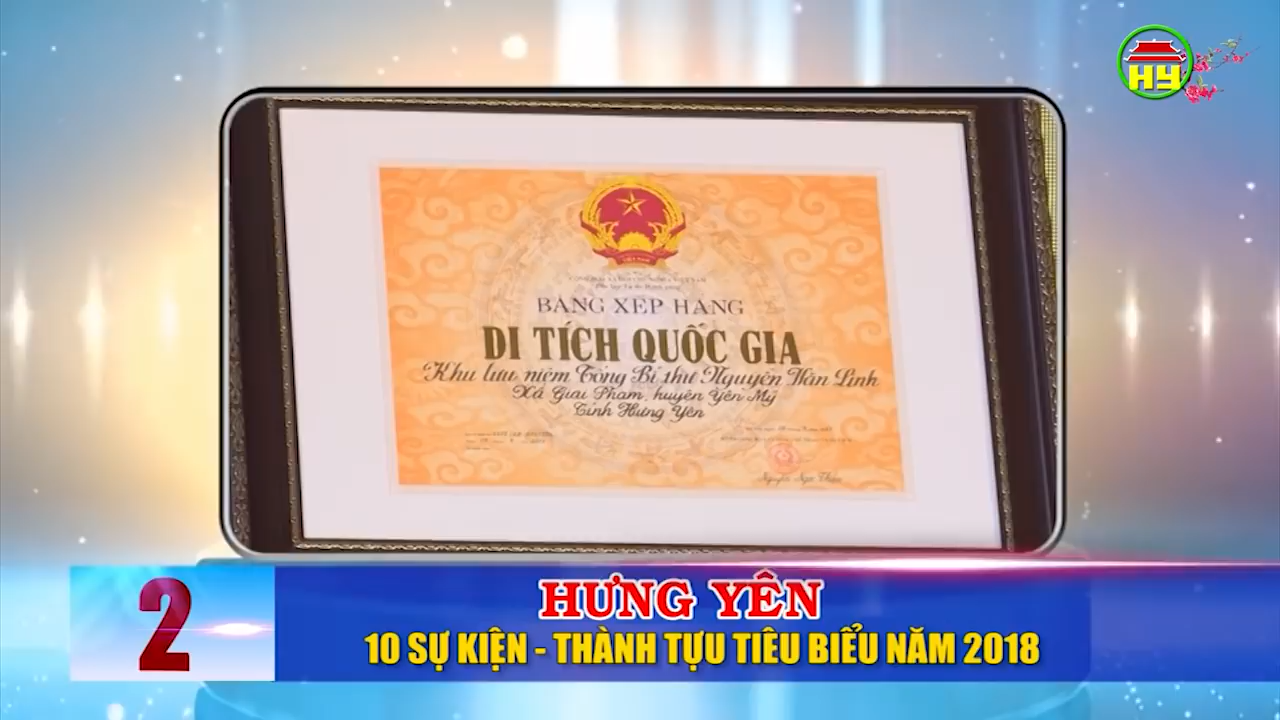 HY
VIỆT NAM
BẰNG XẾP HẠNG
DI TÍCH QUỐC GIA
Khu lưu niệm Tổng Bí thư Nguyễn Văn Linh
Xã Giai Phạm, huyện Yên Mỹ
Tỉnh Hưng Yên
2
HƯNG YÊN
10 SỰ KIỆN - THÀNH TỰU TIÊU BIỂU NĂM 2018